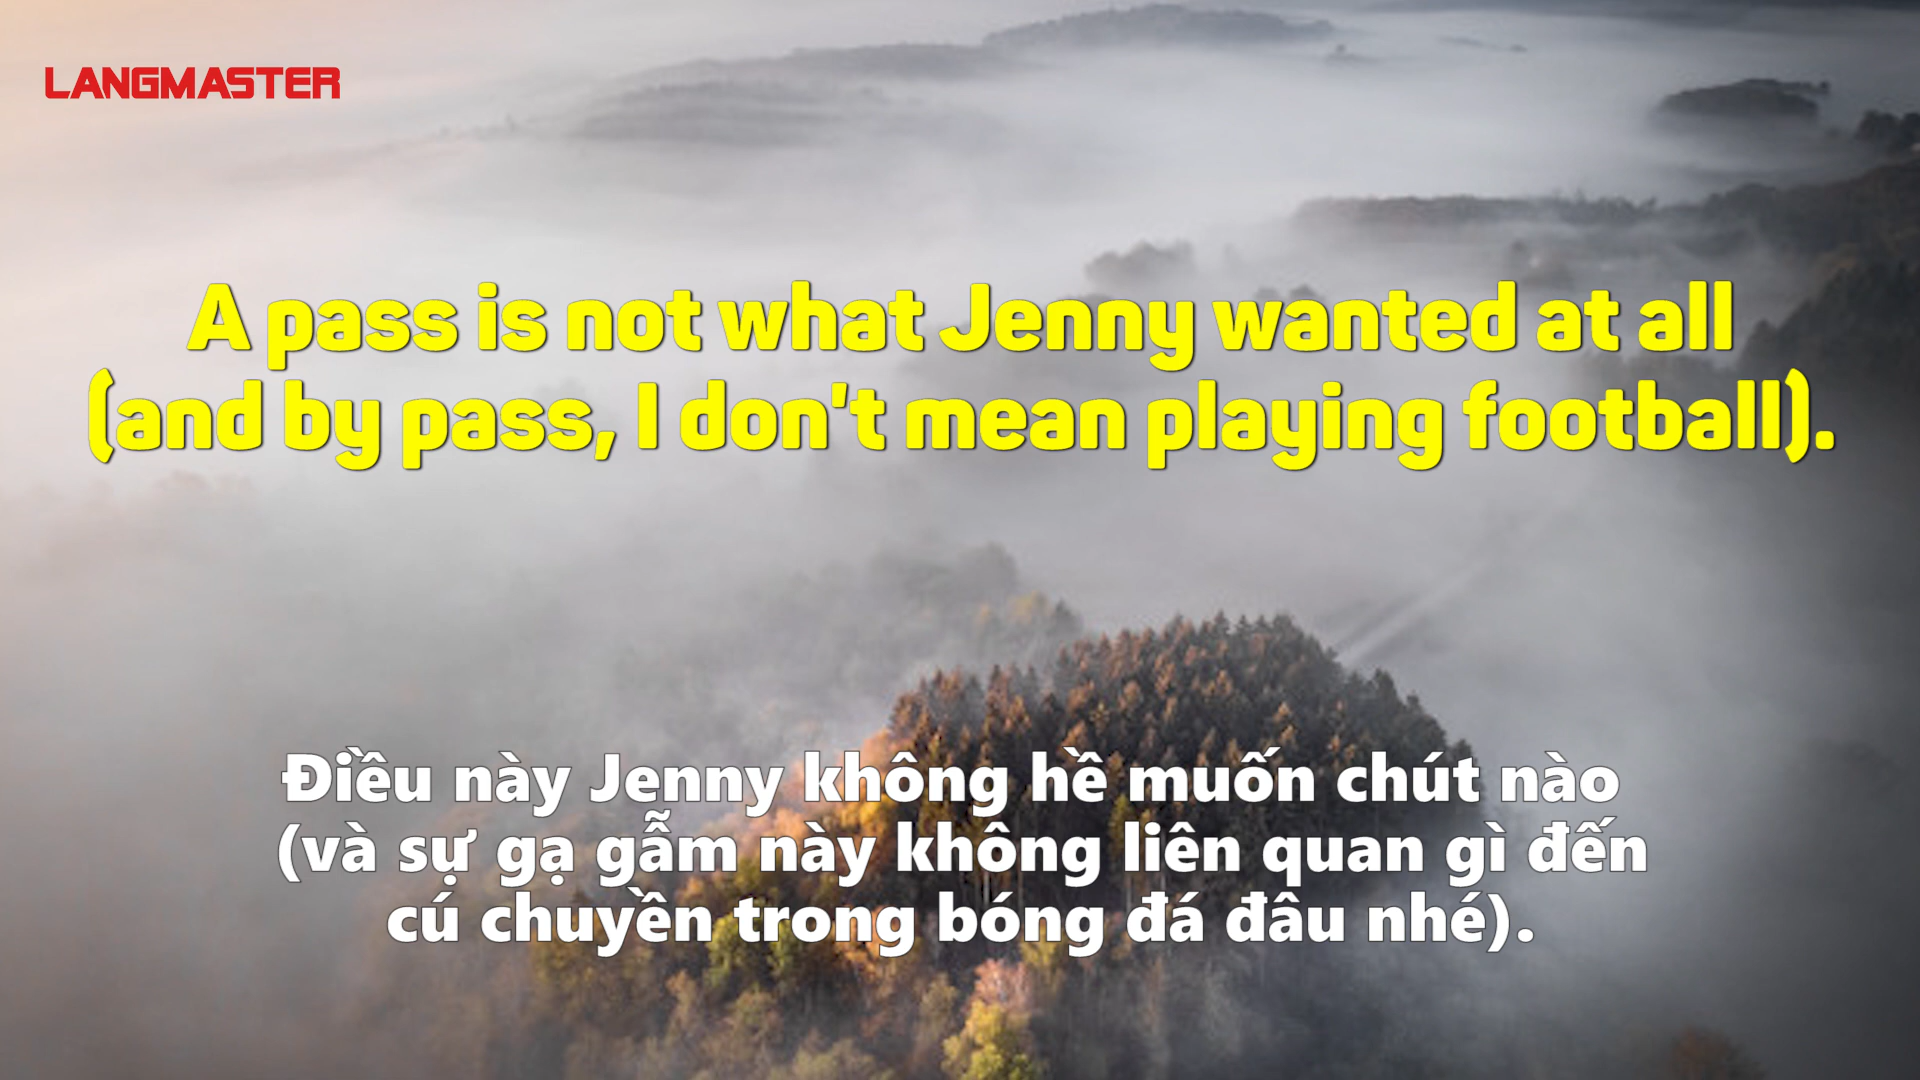 LANGMASTER
A pass is not what Jenny wanted at all
(and by pass, I don't mean playing football).
Điều này Jenny không hề muốn chút nào
(và sự gạ gẫm này không liên quan gì đến
cú chuyền trong bóng đá đâu nhé).